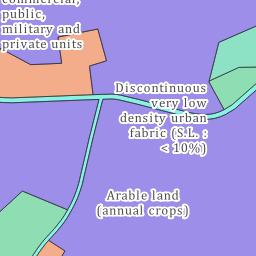 commercial,
public,
military and
private units
Discontinuous
very low
density urban
fabric (S.L. :
< 10%)
Arable land
(annual crops)